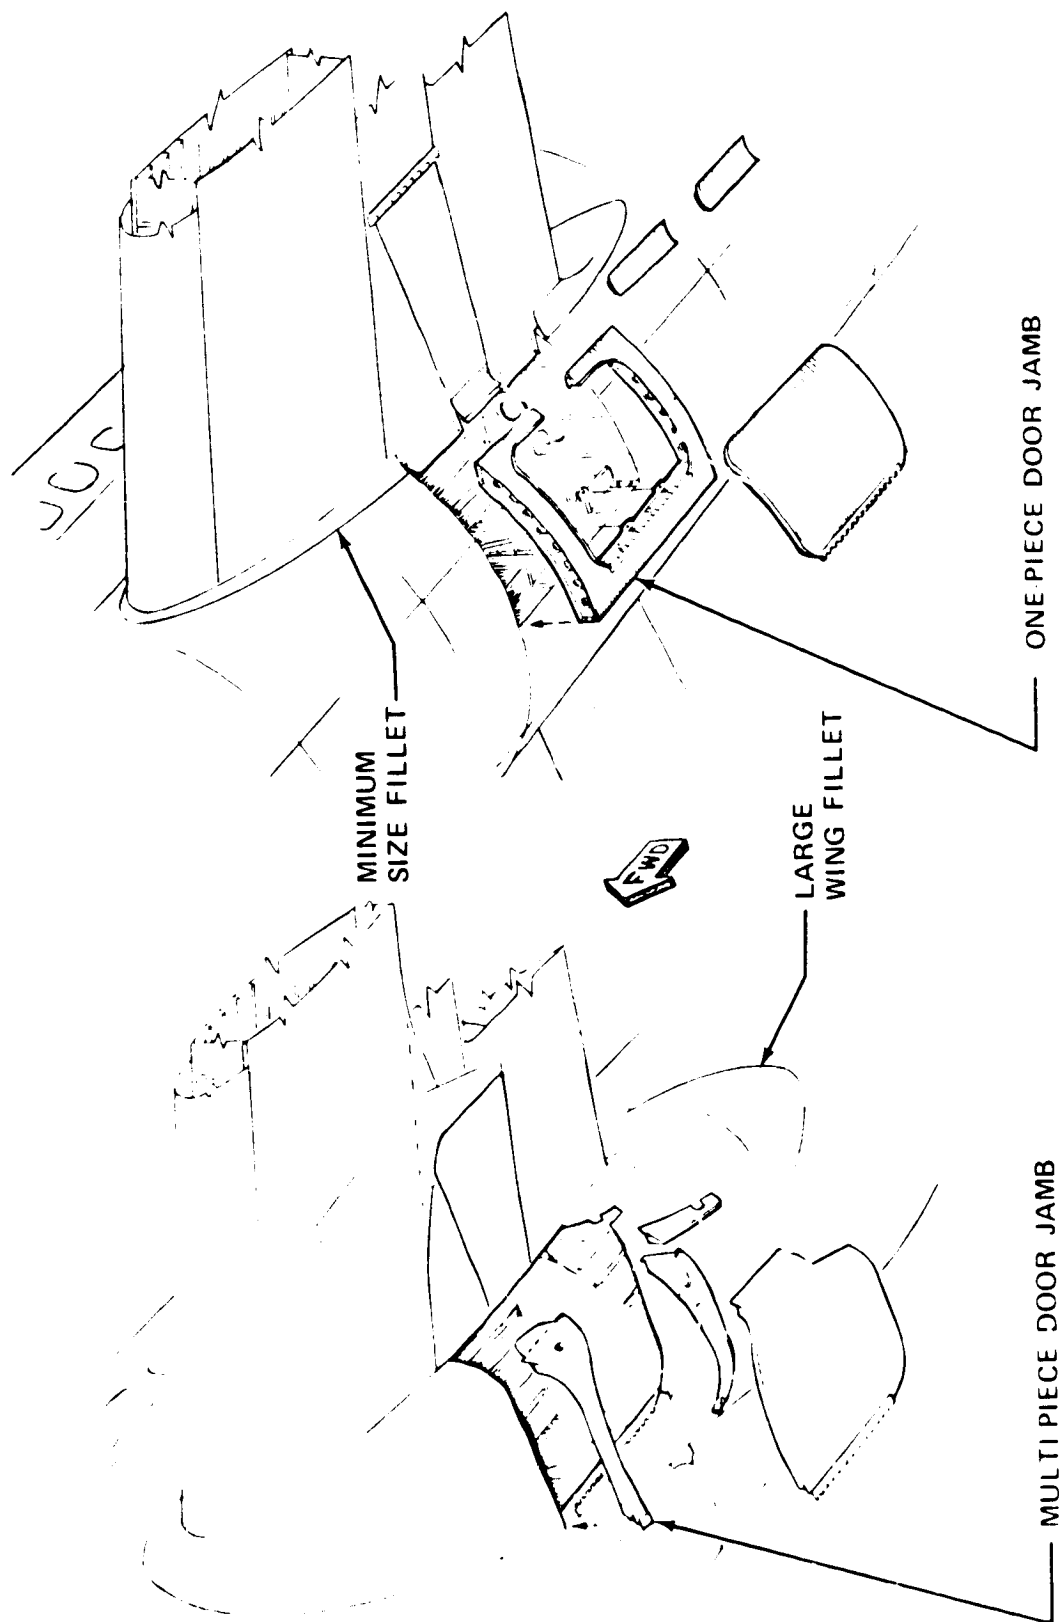 MINIMUM
SIZE FILLET
FWD
LARGE
WING FILLET
MULTI PIECE DOOR JAMB
ONE-PIECE DOOR JAMB